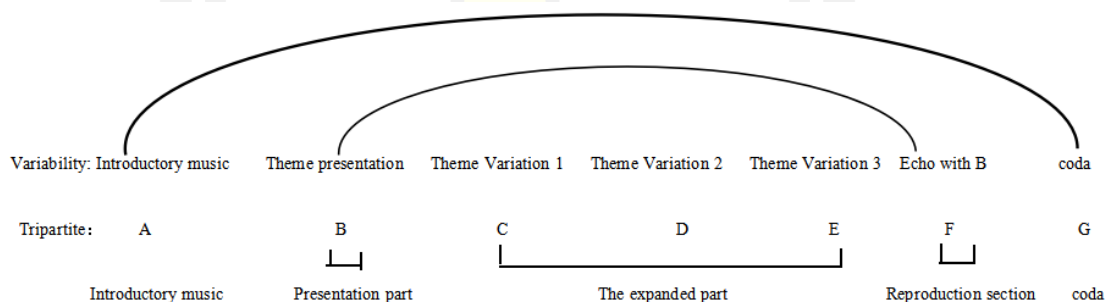 Variability: Introductory music Theme presentation Theme Variation 1 Theme Variation 2 Theme Variation 3 Echo with B coda
Tripartite： A B C D E F G
Introductory music Presentation part The expanded part Reproduction section coda